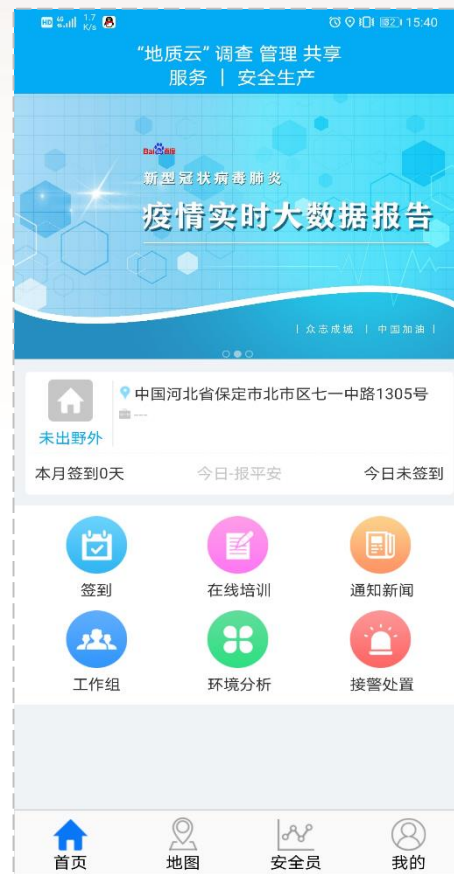 HD 4G 1.7 K/s 15:40
“地质云” 调查 管理 共享
服务 | 安全生产
Bai 百度
新型冠状病毒肺炎
疫情实时大数据报告
| 众志成城 | 中国加油 |
中国河北省保定市北市区七一中路1305号
----
未出野外
本月签到0天 今日-报平安 今日未签到
签到 在线培训 通知新闻
工作组 环境分析 接警处置
首页 地图 安全员 我的